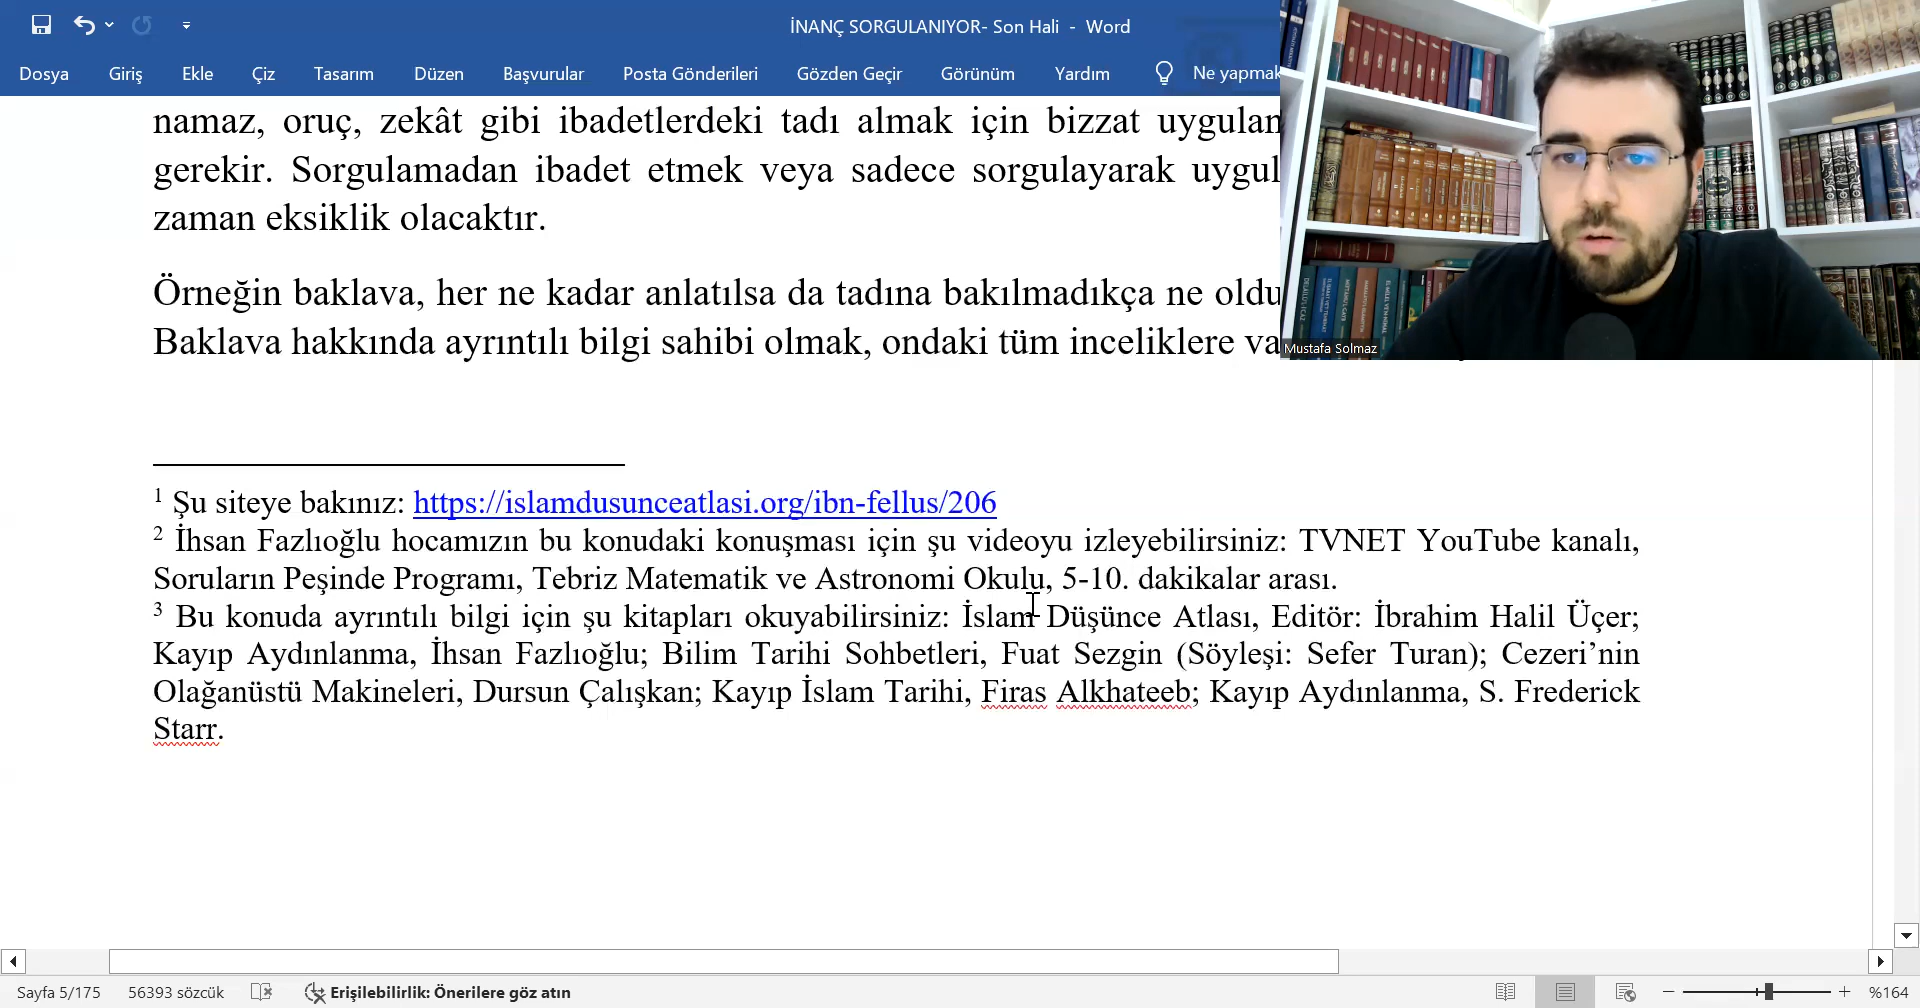 İNANÇ SORGULANIYOR- Son Hali - Word
Dosya Giriş Ekle Çiz Tasarım Düzen Başvurular Posta Gönderileri Gözden Geçir Görünüm Yardım Ne yapmak
namaz, oruç, zekât gibi ibadetlerdeki tadı almak için bizzat
gerekir. Sorgulamadan ibadet etmek veya sadece sorgulayarak
zaman eksiklik olacaktır.
Örneğin baklava, her ne kadar anlatılsa da tadına bakılmadıkça ne
Baklava hakkında ayrıntılı bilgi sahibi olmak, ondaki tüm inceliklere
Mustafa Solmaz
1 Şu siteye bakınız: https://islamdusunceatlasi.org/ibn-fellus/206
2 İhsan Fazlıoğlu hocamızın bu konudaki konuşması için şu videoyu izleyebilirsiniz: TVNET YouTube kanalı,
Soruların Peşinde Programı, Tebriz Matematik ve Astronomi Okulu, 5-10. dakikalar arası.
3 Bu konuda ayrıntılı bilgi için şu kitapları okuyabilirsiniz: İslam Düşünce Atlası, Editör: İbrahim Halil Üçer;
Kayıp Aydınlanma, İhsan Fazlıoğlu; Bilim Tarihi Sohbetleri, Fuat Sezgin (Söyleşi: Sefer Turan); Cezeri’nin
Olağanüstü Makineleri, Dursun Çalışkan; Kayıp İslam Tarihi, Firas Alkhateeb; Kayıp Aydınlanma, S. Frederick
Starr.
Sayfa 5/175 56393 sözcük Erişilebilirlik: Önerilere göz atın %164